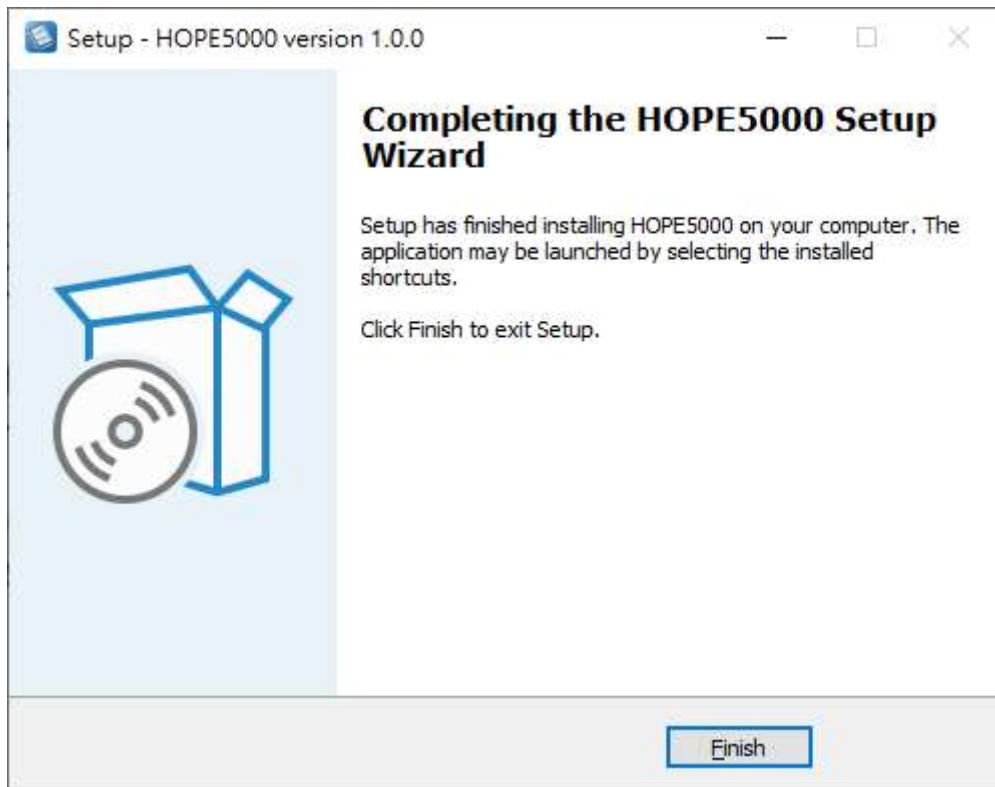 Setup - HOPE5000 version 1.0.0
Completing the HOPE5000 Setup
Wizard
Setup has finished installing HOPE5000 on your computer. The
application may be launched by selecting the installed
shortcuts.
Click Finish to exit Setup.
Finish